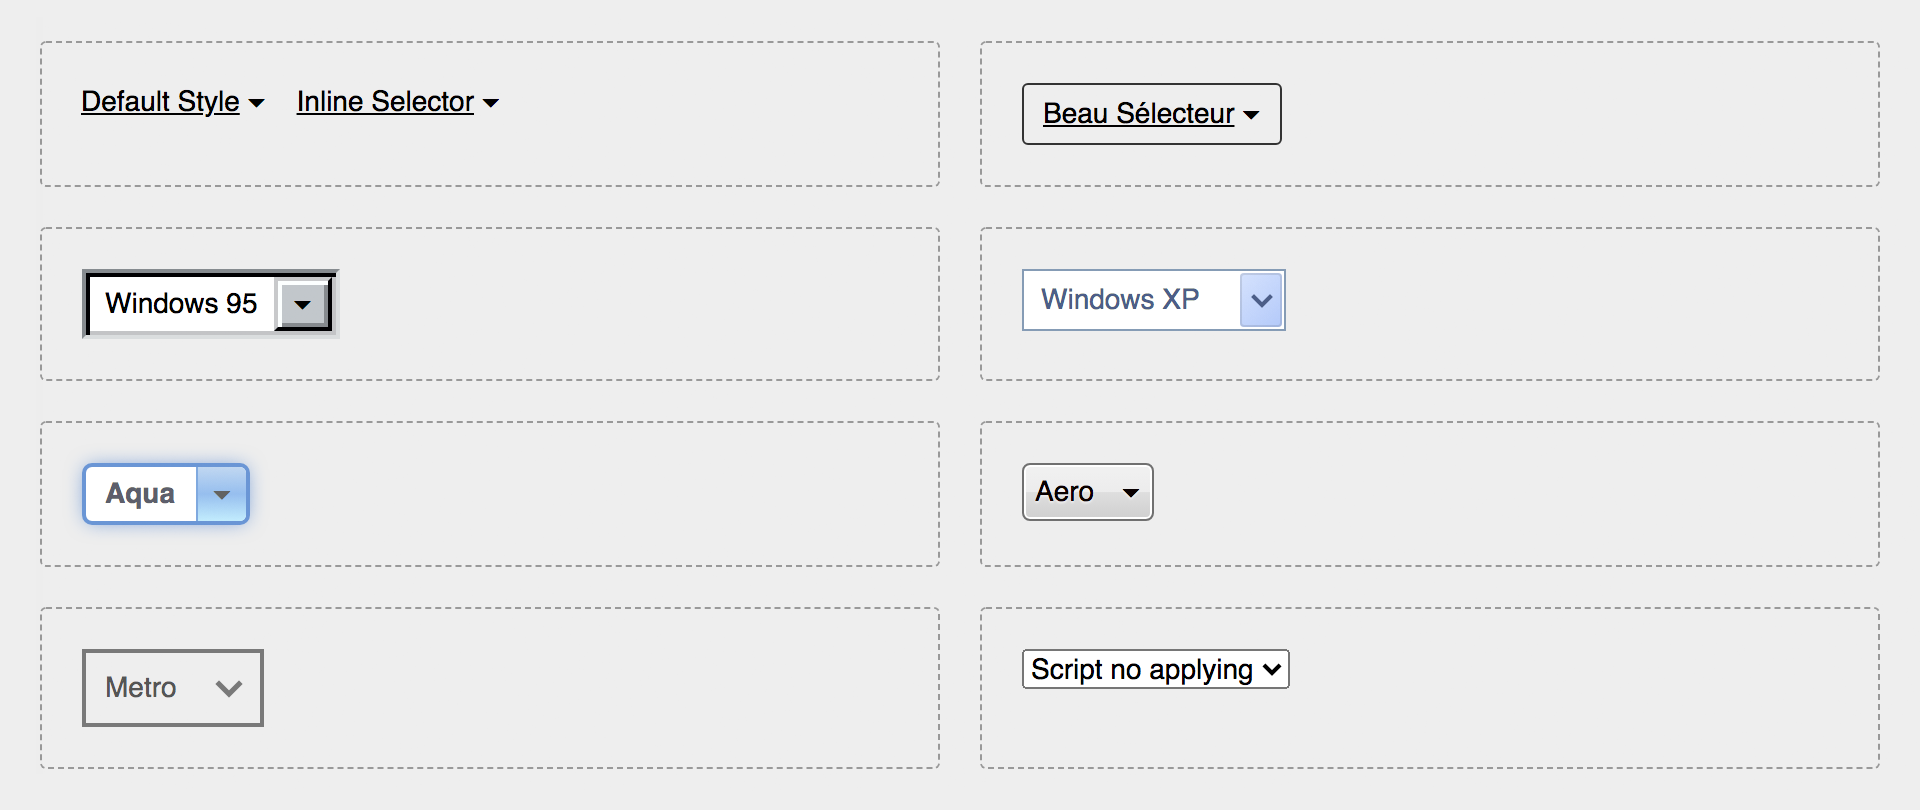 Default Style Inline Selector
Beau Sélecteur
Windows 95
Windows XP
Aqua
Aero
Metro
Script no applying